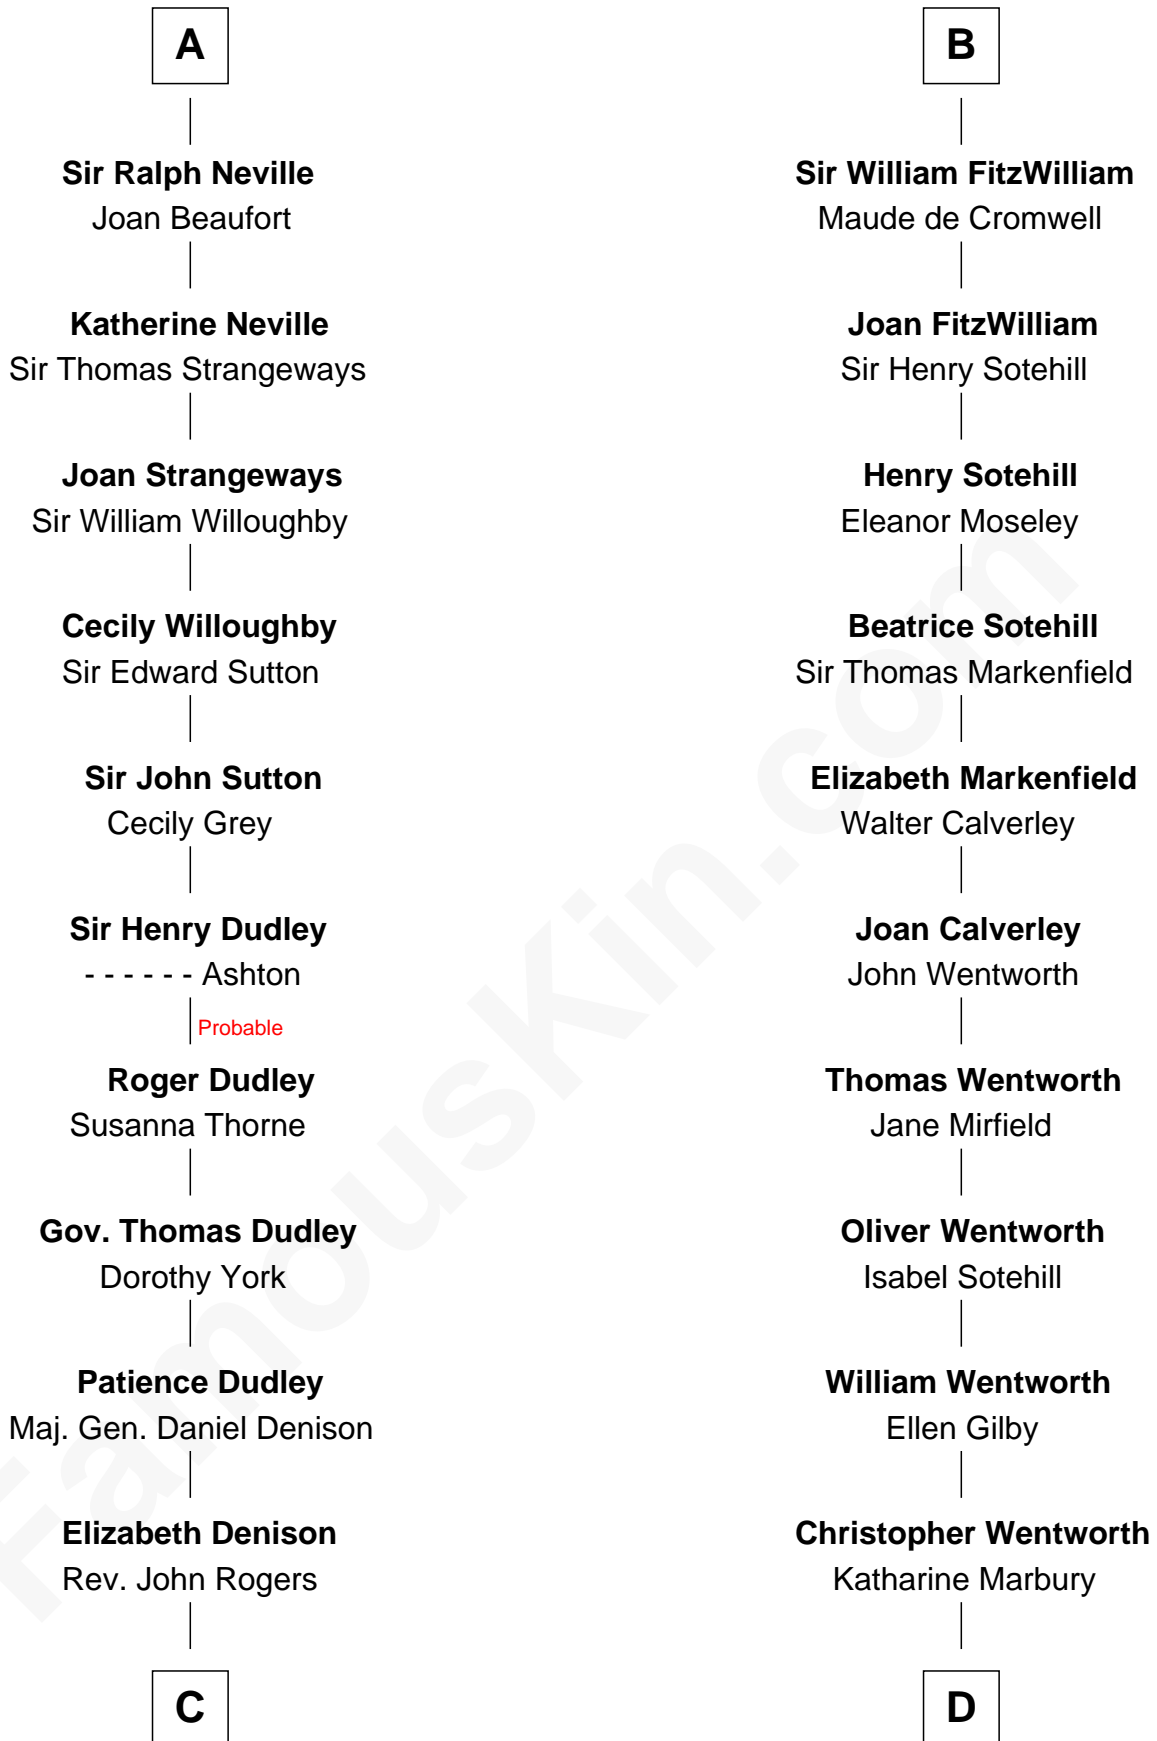 A
Sir Ralph Neville
Joan Beaufort
Katherine Neville
Sir Thomas Strangeways
Joan Strangeways
Sir William Willoughby
Cecily Willoughby
Sir Edward Sutton
Sir John Sutton
Cecily Grey
Sir Henry Dudley
- - - - - - Ashton
Probable
Roger Dudley
Susanna Thorne
Gov. Thomas Dudley
Dorothy York
Patience Dudley
Maj. Gen. Daniel Denison
Elizabeth Denison
Rev. John Rogers
C
B
Sir William FitzWilliam
Maude de Cromwell
Joan FitzWilliam
Sir Henry Sotehill
Henry Sotehill
Eleanor Moseley
Beatrice Sotehill
Sir Thomas Markenfield
Elizabeth Markenfield
Walter Calverley
Joan Calverley
John Wentworth
Thomas Wentworth
Jane Mirfield
Oliver Wentworth
Isabel Sotehill
William Wentworth
Ellen Gilby
Christopher Wentworth
Katharine Marbury
D
FamousKin.com